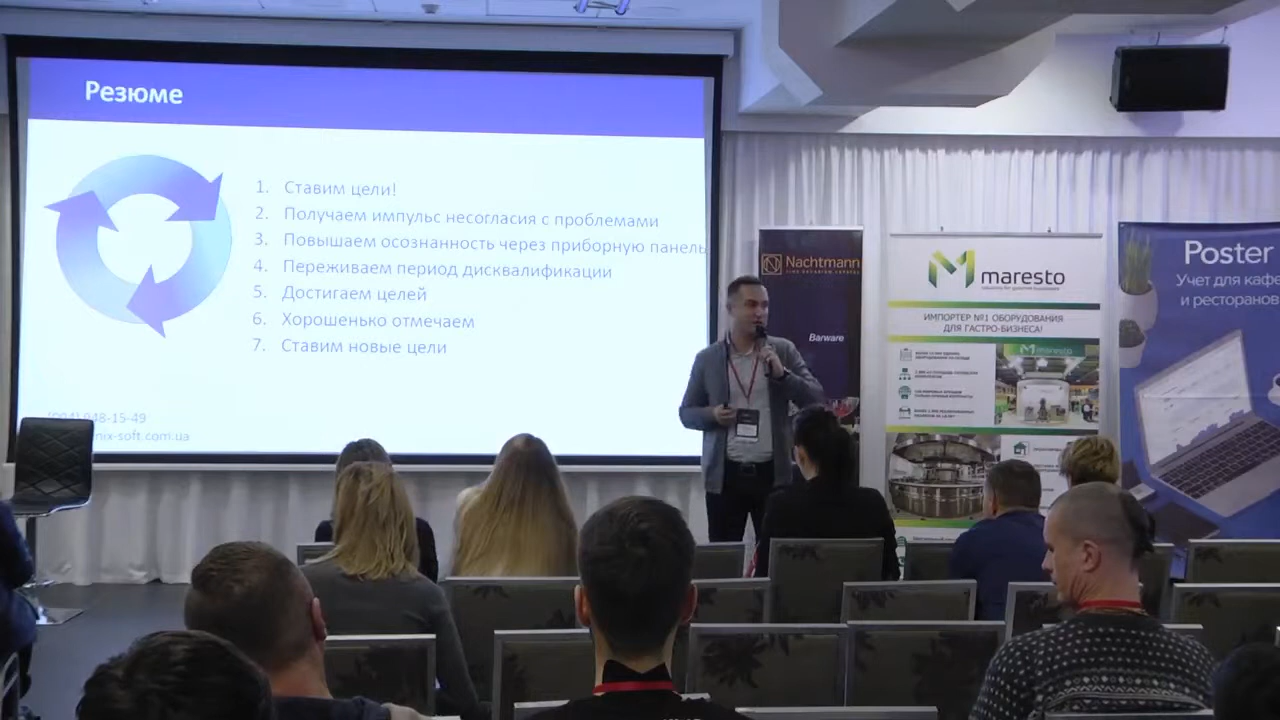 Резюме
1. Ставим цели!
2. Получаем импульс несогласия с проблемами
3. Повышаем осознанность через приборную панель
4. Переживаем период дисквалификации
5. Достигаем целей
6. Хорошенько отмечаем
7. Ставим новые цели
948-15-49
nix-soft.com.ua
Nachtmann
Barware
maresto
ИМПОРТЕР №1 ОБОРУДОВАНИЯ
ДЛЯ ГАСТРО-БИЗНЕСА!
maresto
Poster
Учет для кафе
и ресторанов